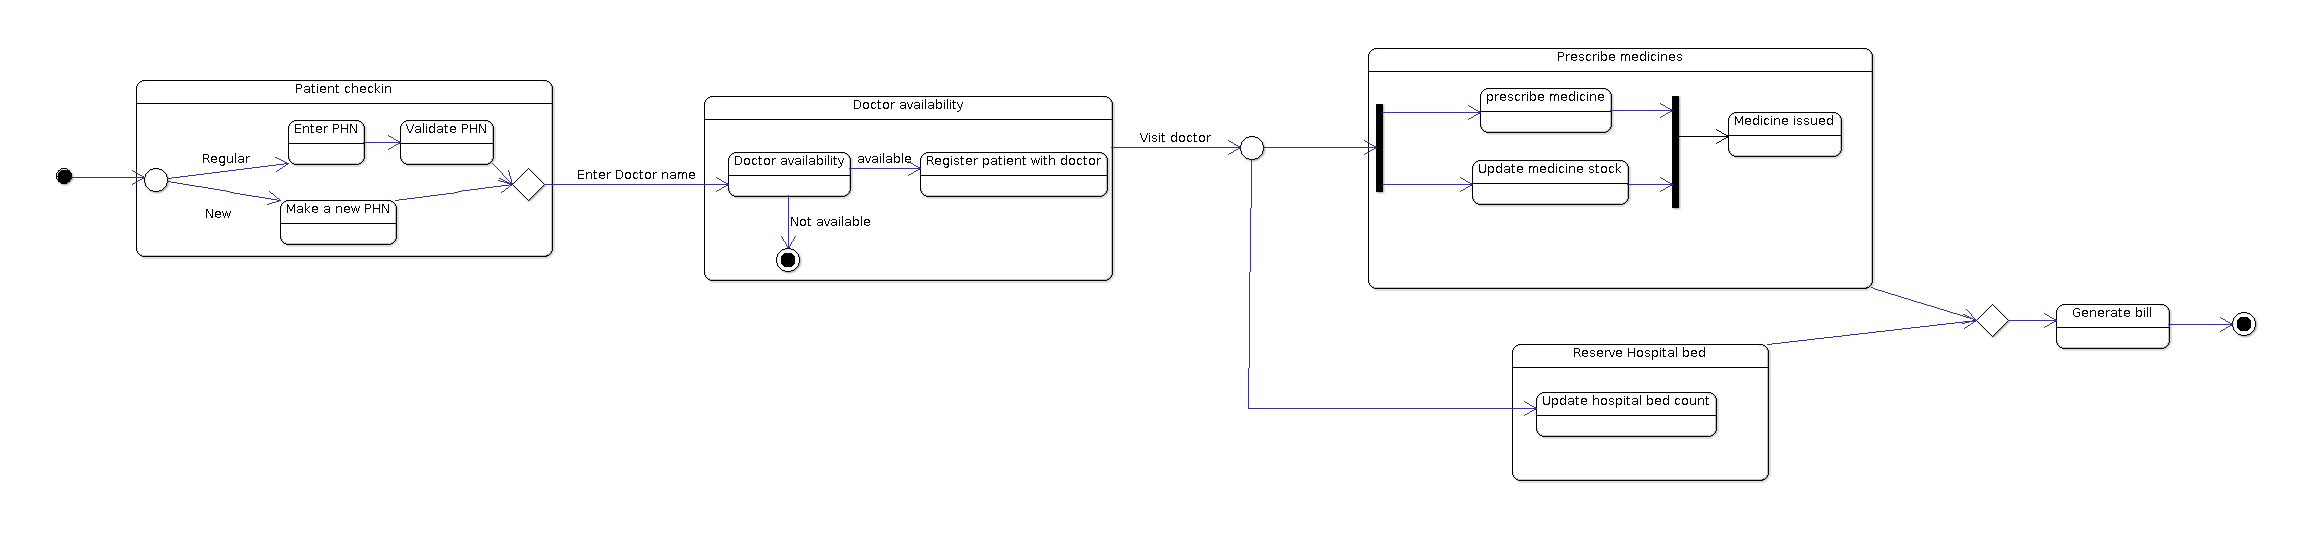 Patient checkin
Enter PHN
Validate PHN
Regular
New
Make a new PHN
Enter Doctor name
Doctor availability
Doctor availability
available
Register patient with doctor
Not available
Visit doctor
Prescribe medicines
prescribe medicine
Medicine issued
Update medicine stock
Reserve Hospital bed
Update hospital bed count
Generate bill